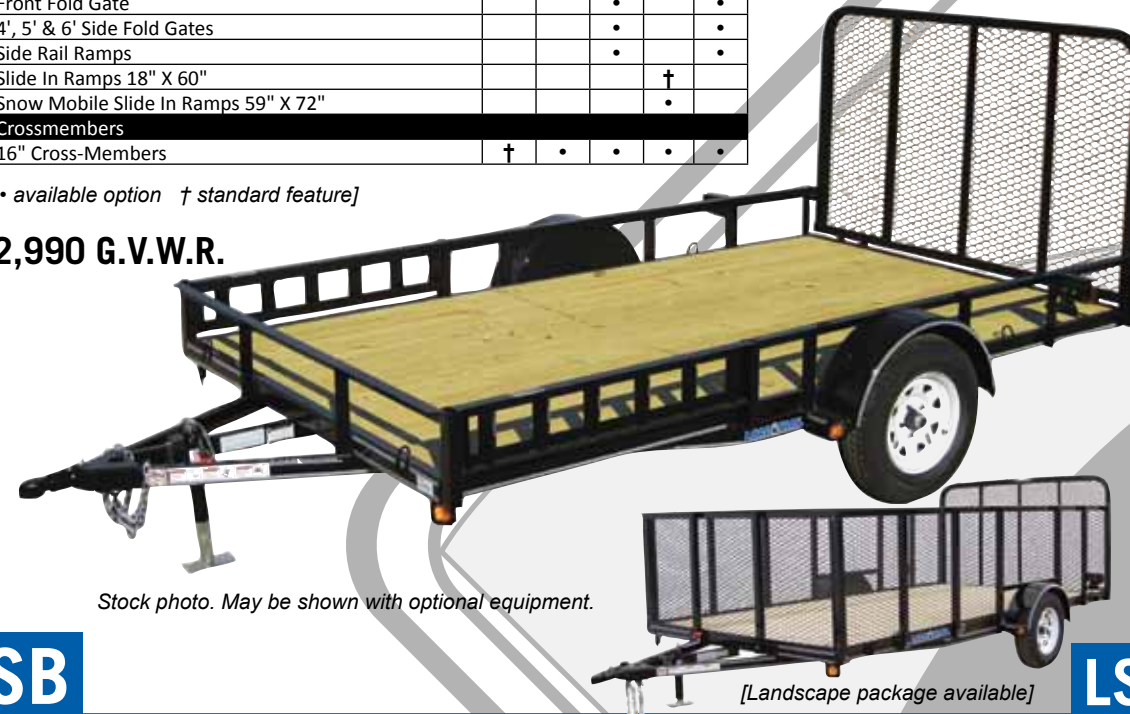 Front Fold Gate • •
4', 5' & 6' Side Fold Gates • •
Side Rail Ramps • •
Slide In Ramps 18" X 60" †
Snow Mobile Slide In Ramps 59" X 72" •
Crossmembers
16" Cross-Members † • • • •
• available option † standard feature]
2,990 G.V.W.R.
Stock photo. May be shown with optional equipment.
[Landscape package available]
SB
LS